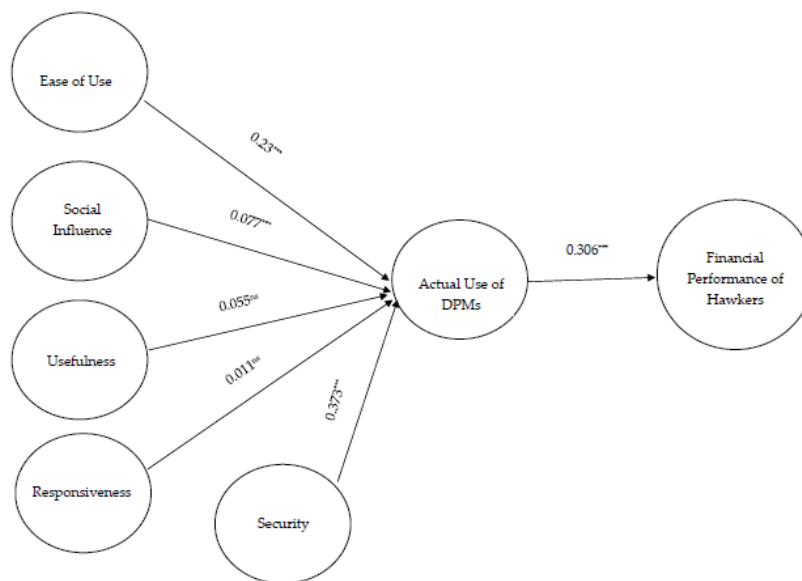 Ease of Use
0.23***
Social
Influence
0.077***
Usefulness
0.055ns
Responsiveness
0.011ns
Security
0.373***
Actual Use of
DPMs
0.306***
Financial
Performance of
Hawkers